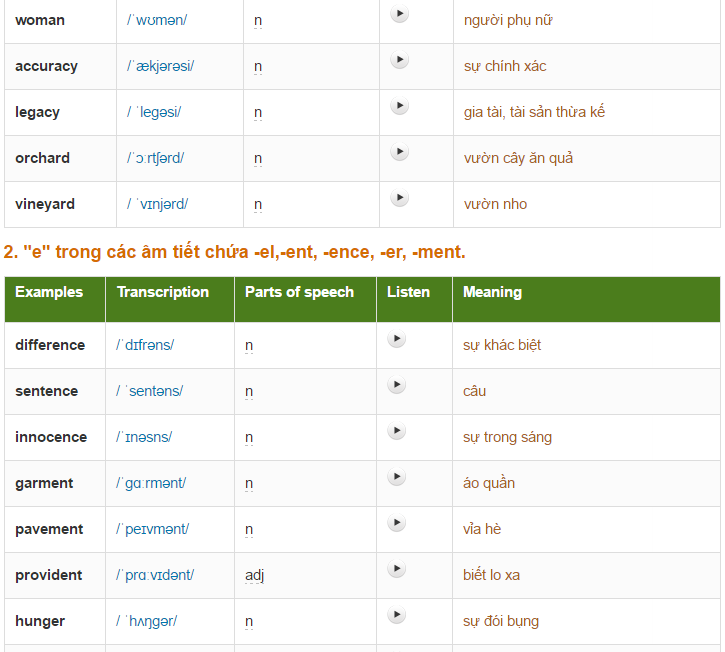 woman /ˈwʊmən/ n người phụ nữ
accuracy /ˈækjərəsi/ n sự chính xác
legacy / ˈlegəsi/ n gia tài, tài sản thừa kế
orchard /ˈɔːrtʃərd/ n vườn cây ăn quả
vineyard / ˈvɪnjərd/ n vườn nho
2. "e" trong các âm tiết chứa -el,-ent, -ence, -er, -ment.
Examples Transcription Parts of speech Listen Meaning
difference /ˈdɪfrəns/ n sự khác biệt
sentence / ˈsentəns/ n câu
innocence /ˈɪnəsns/ n sự trong sáng
garment /ˈɡɑːrmənt/ n áo quần
pavement /ˈpeɪvmənt/ n vỉa hè
provident /ˈprɑːvɪdənt/ adj biết lo xa
hunger / ˈhʌŋɡər/ n sự đói bụng